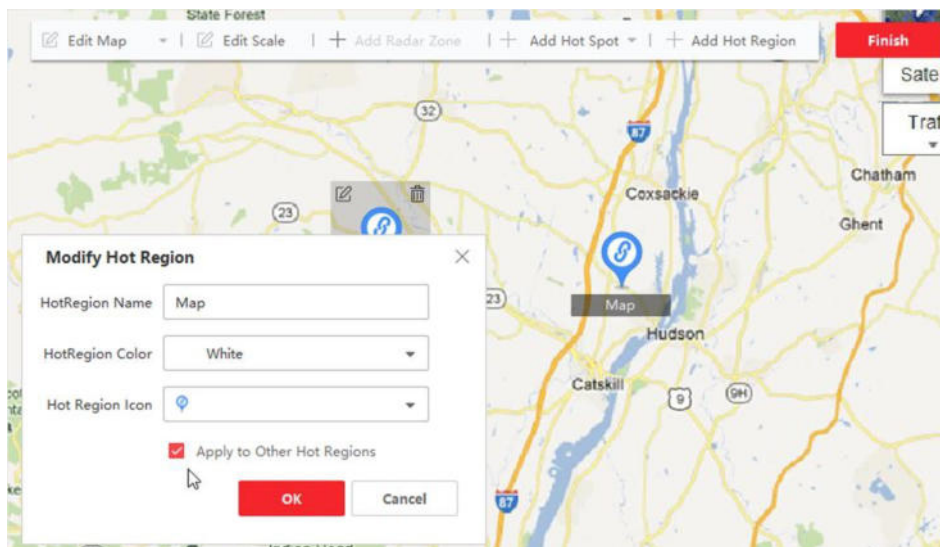 State Forest
Edit Map
Edit Scale
Add Radar Zone
Add Hot Spot
Add Hot Region
Finish
Sate
Traf
32
87
Coxsackie
Chatham
Ghent
23
Modify Hot Region
HotRegion Name
Map
23
Map
Hudson
HotRegion Color
White
Catskill
9
9H
Hot Region Icon
Apply to Other Hot Regions
OK
Cancel
87